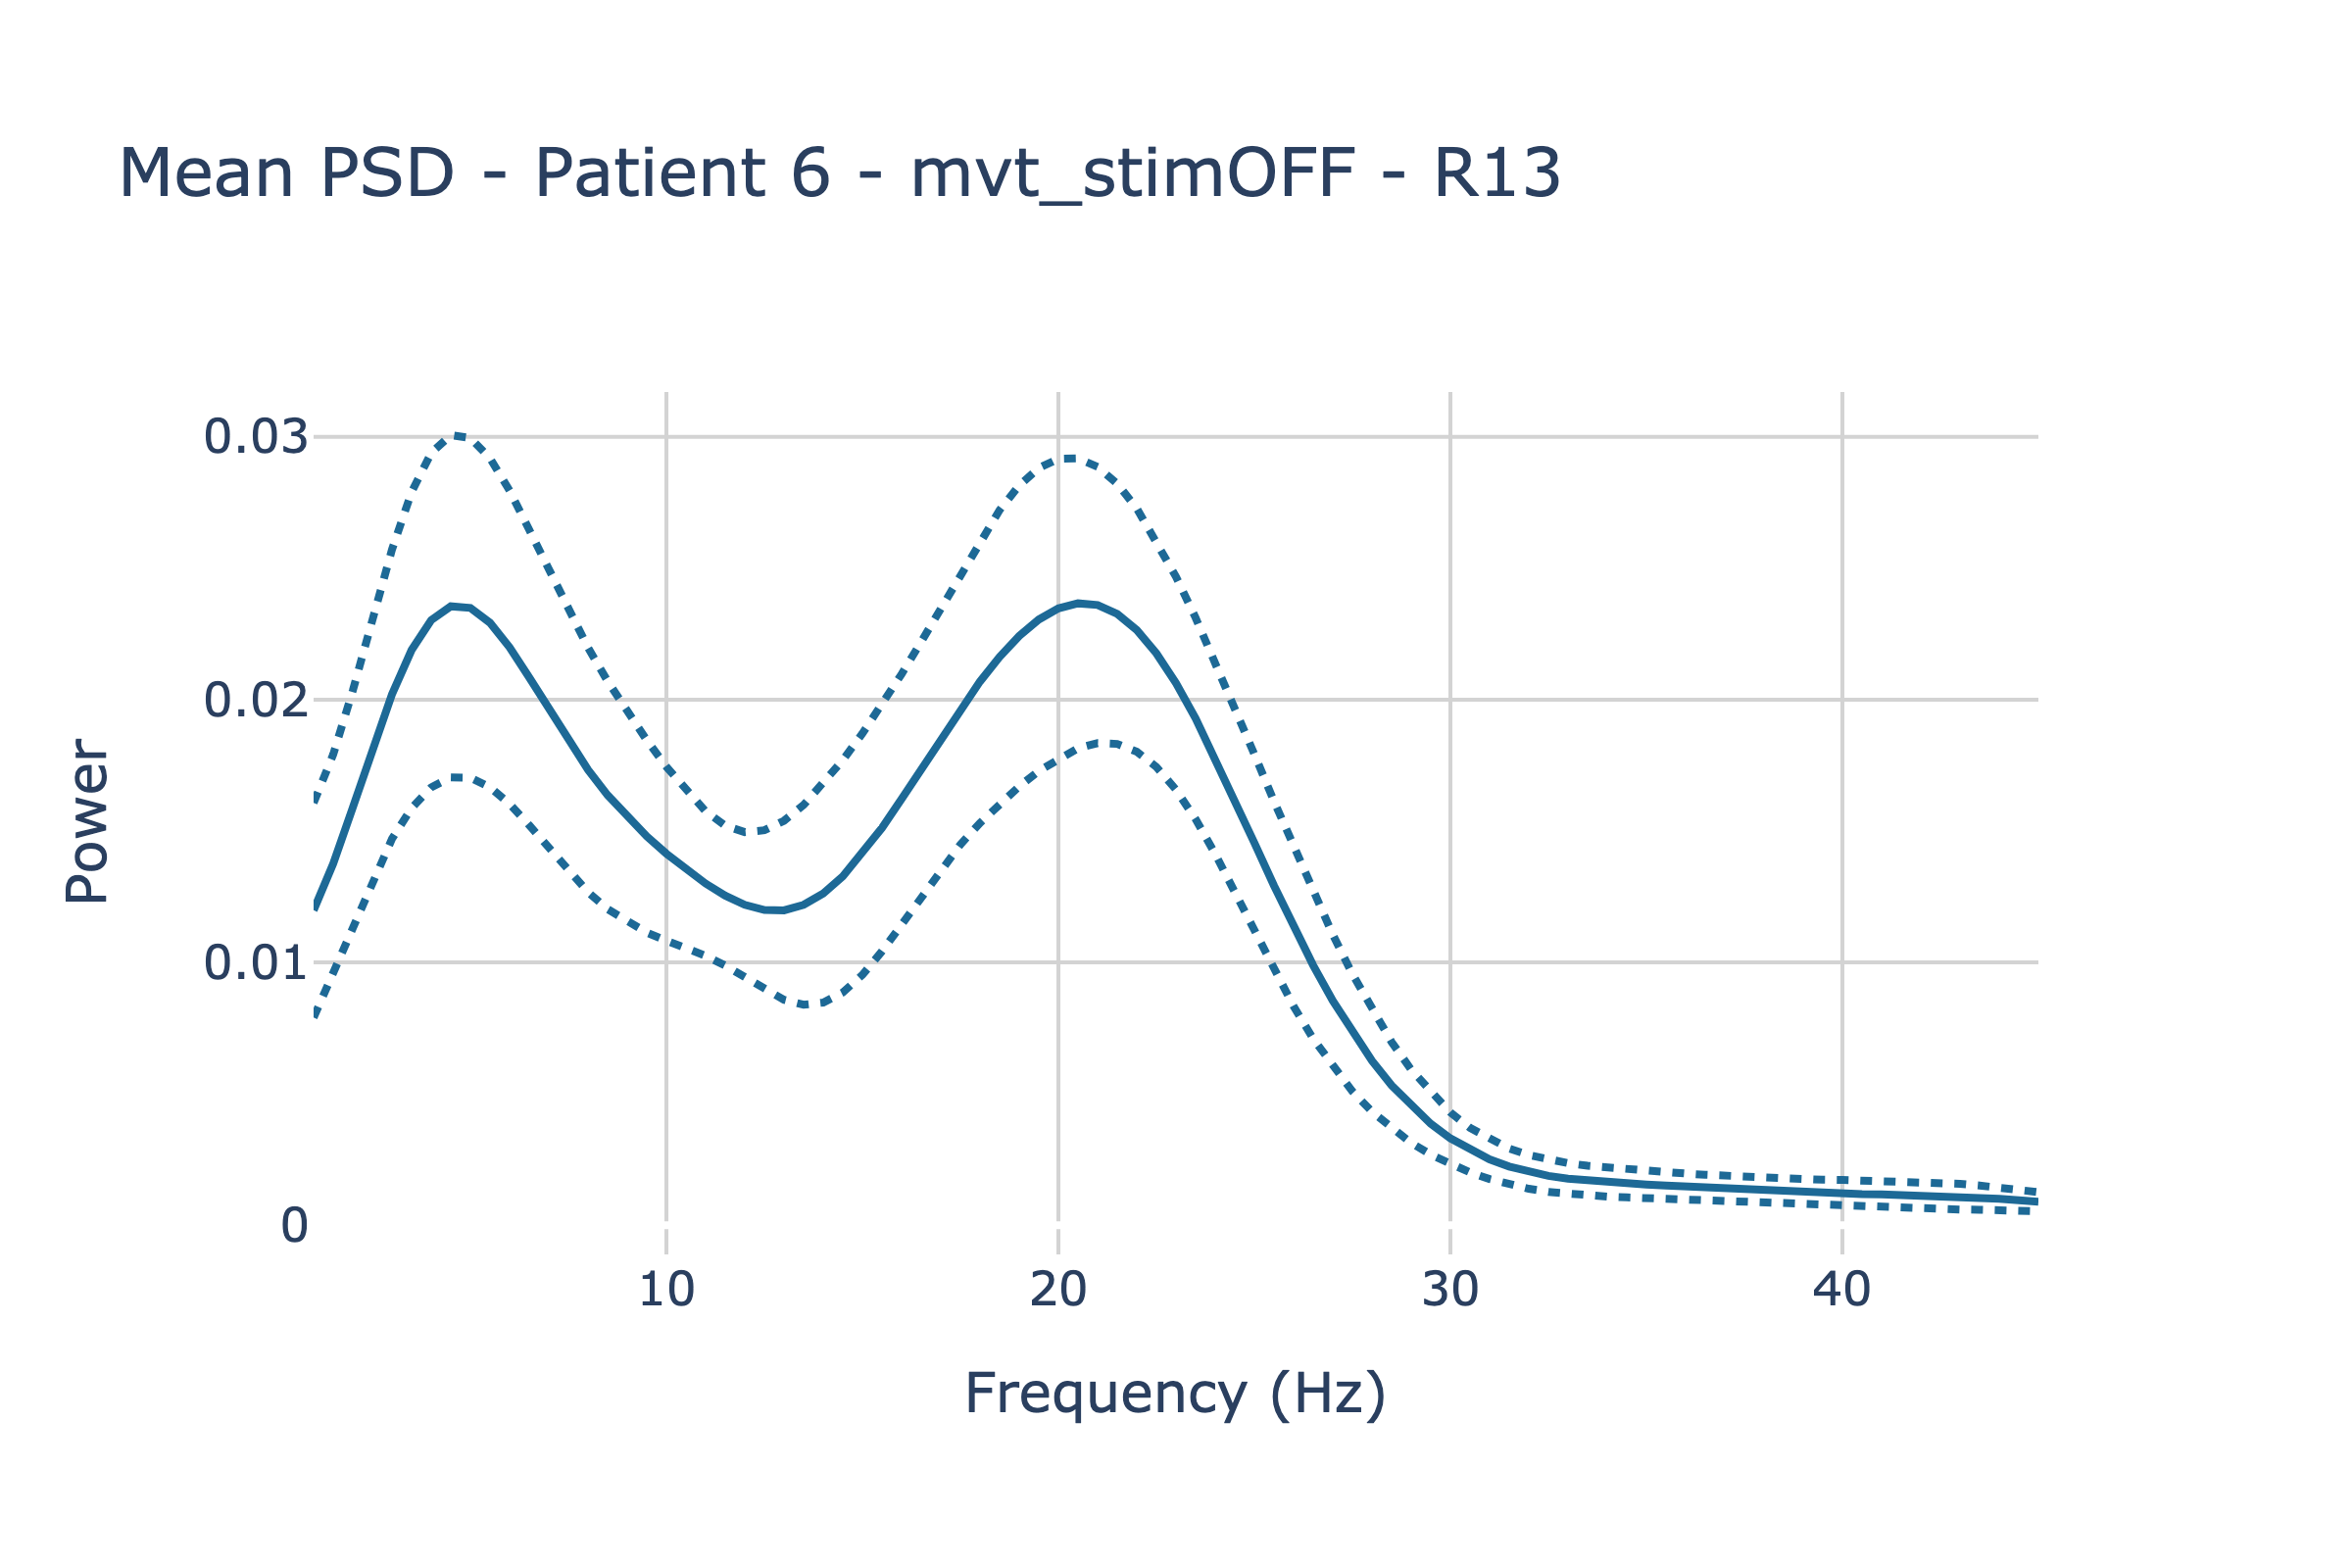 Mean PSD - Patient 6 - mvt_stimOFF - R13
0.03
0.02
0.01
0
Power
10 20 30 40
Frequency (Hz)